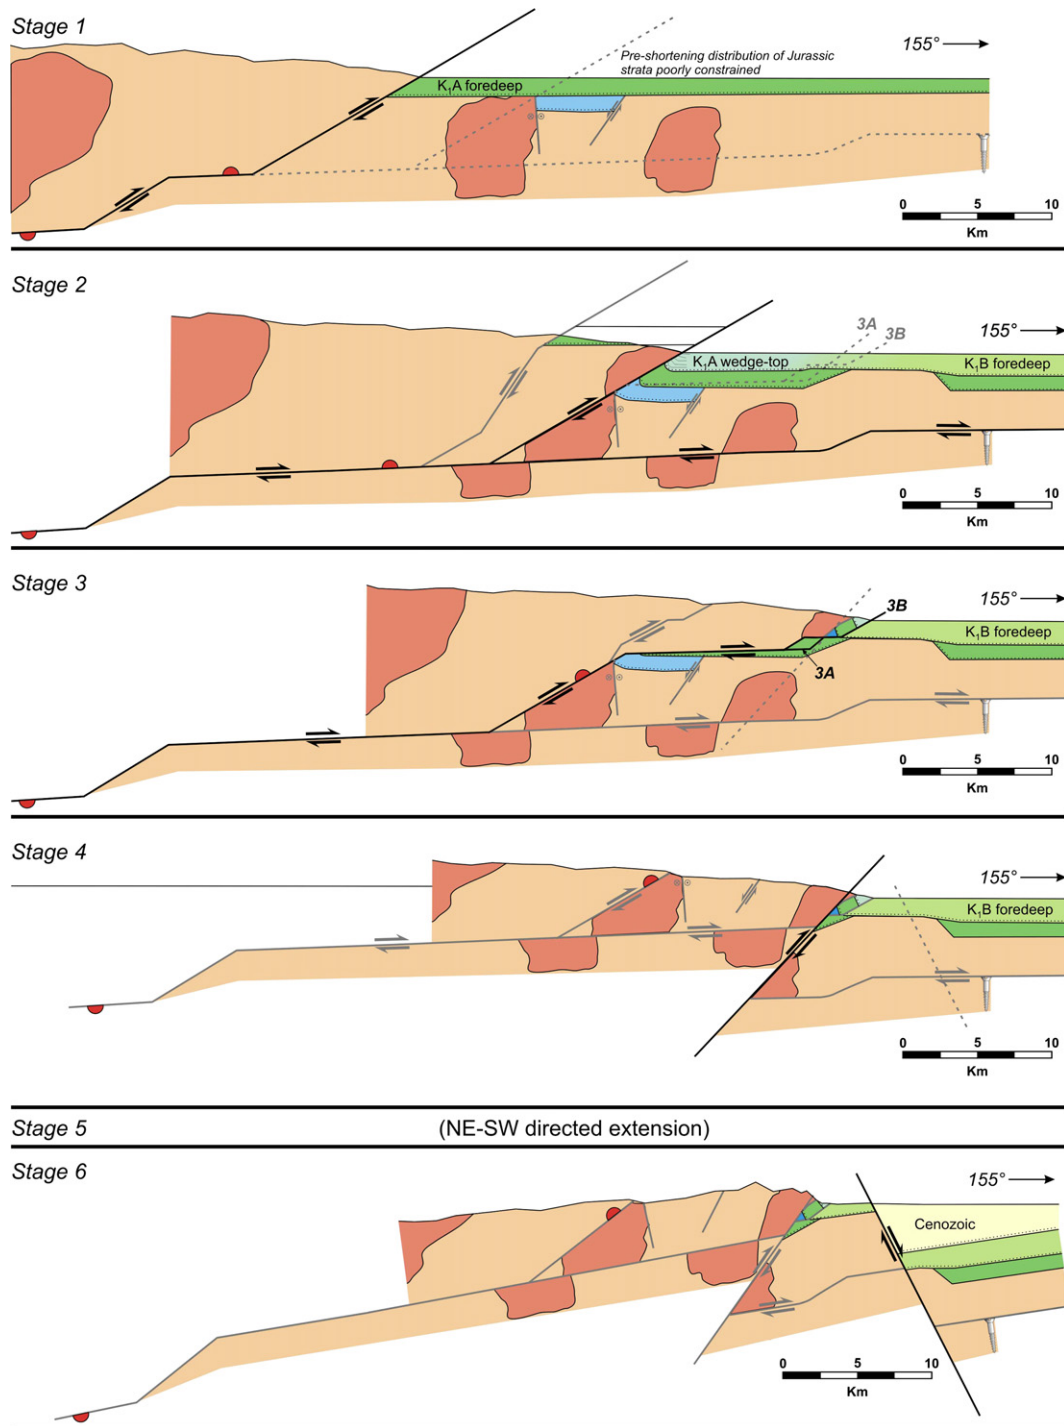 Stage 1
155°
Pre-shortening distribution of Jurassic
strata poorly constrained
K₁A foredeep
0 5 10
Km
Stage 2
155°
3A
3B
K₁A wedge-top
K₁B foredeep
0 5 10
Km
Stage 3
155°
3B
K₁B foredeep
3A
0 5 10
Km
Stage 4
155°
K₁B foredeep
0 5 10
Km
Stage 5
(NE-SW directed extension)
Stage 6
155°
Cenozoic
0 5 10
Km